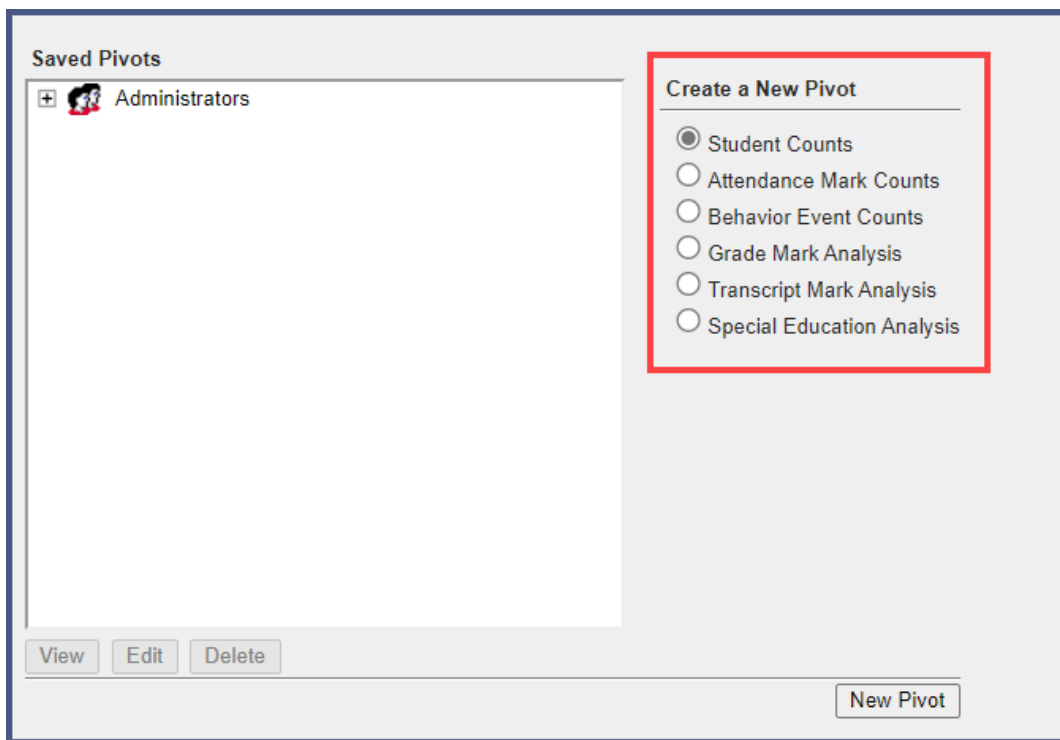 Saved Pivots
Administrators
Create a New Pivot
Student Counts
Attendance Mark Counts
Behavior Event Counts
Grade Mark Analysis
Transcript Mark Analysis
Special Education Analysis
View Edit Delete
New Pivot